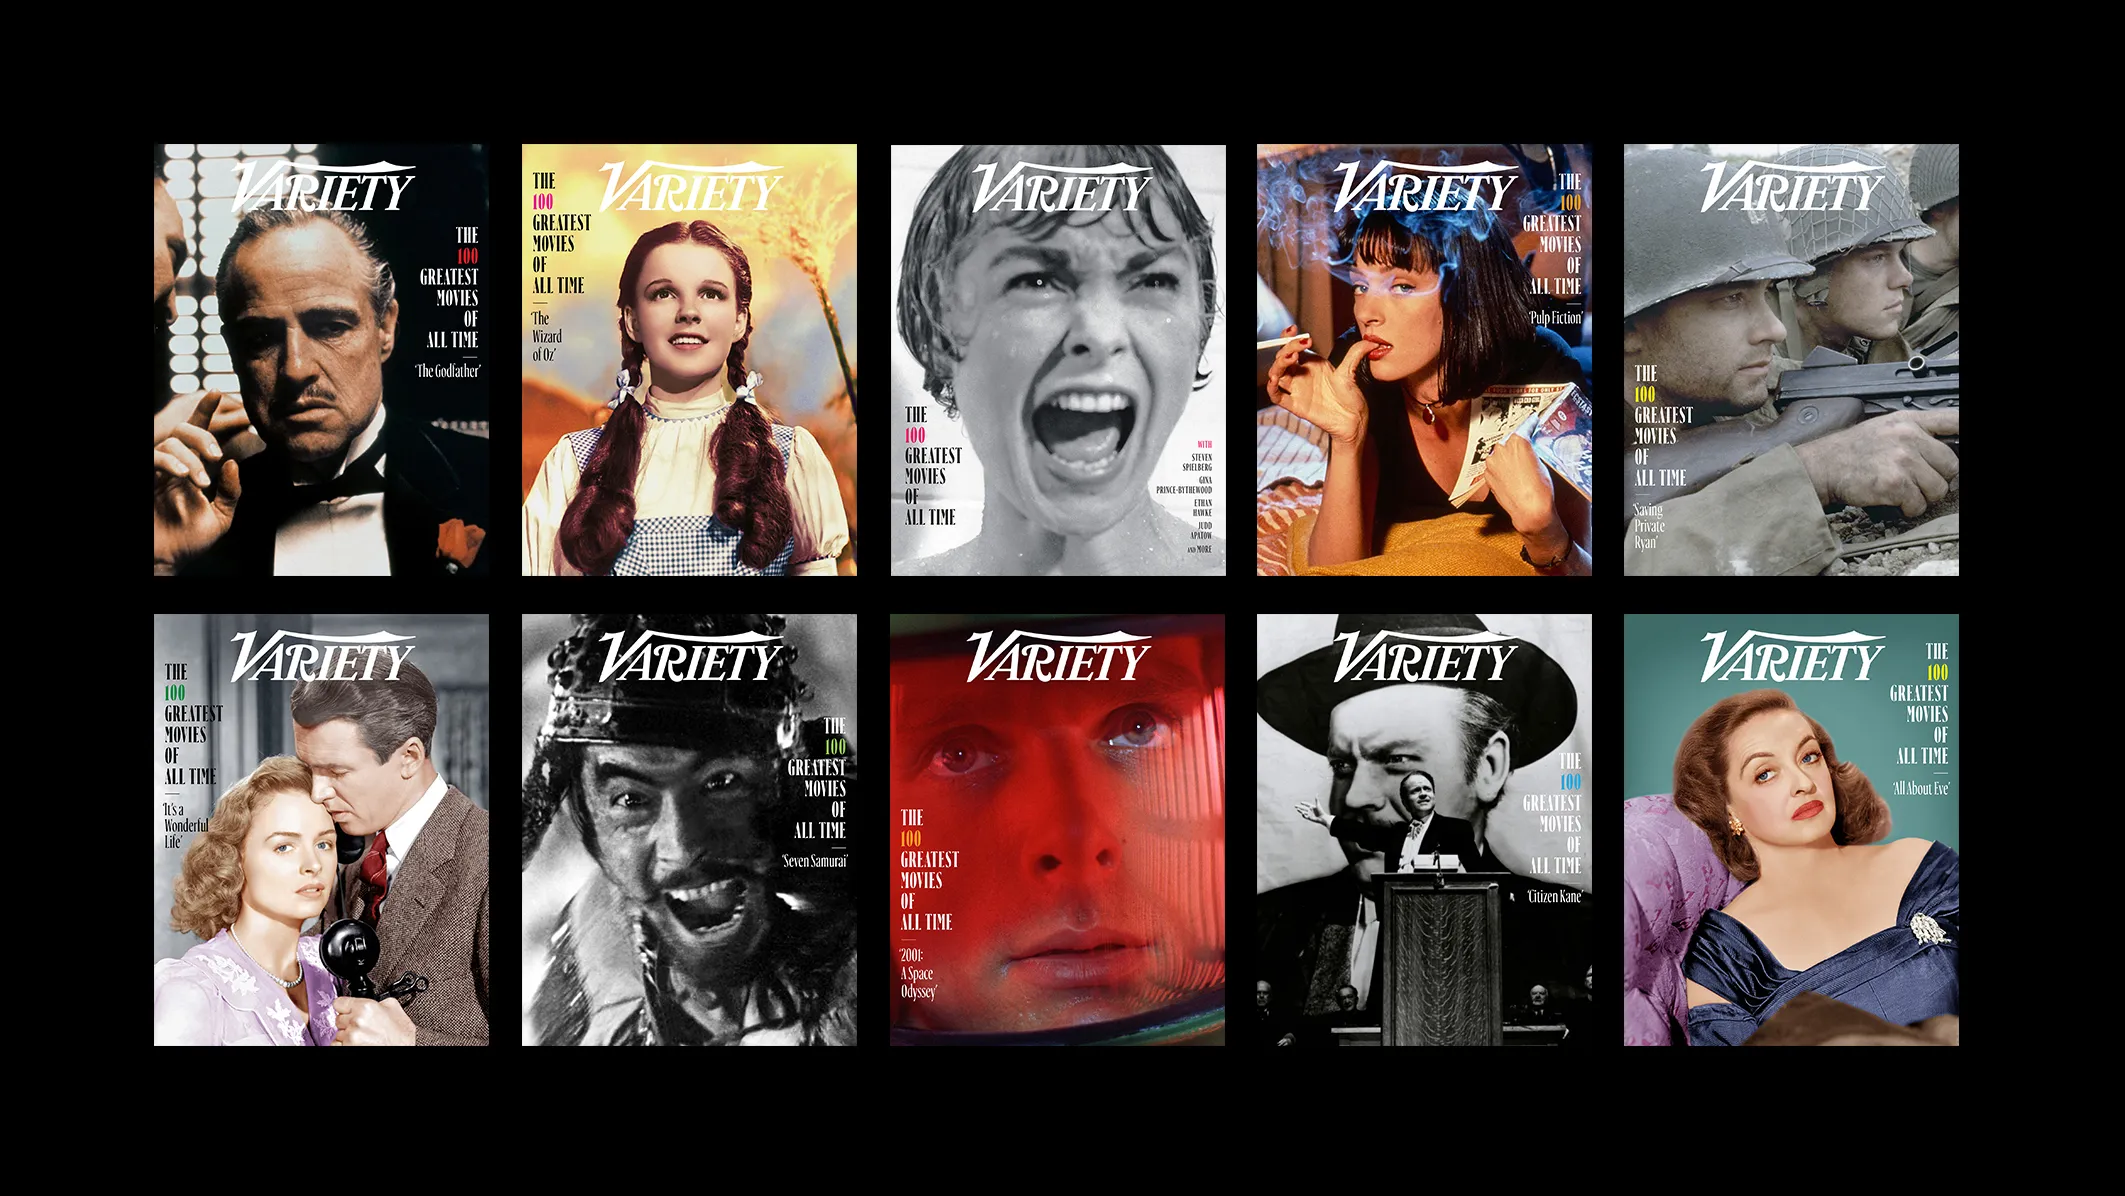 VARIETY
THE
100
GREATEST
MOVIES
OF
ALL TIME
'The Godfather'
VARIETY
THE
100
GREATEST
MOVIES
OF
ALL TIME
'The
Wizard
of Oz'
VARIETY
THE
100
GREATEST
MOVIES
OF
ALL TIME
WITH
STEVEN
SPIELBERG
GINA
PRINCE-BYTHEWOOD
ETHAN
HAWKE
JUDD
APATOW
AND MORE
VARIETY
THE
100
GREATEST
MOVIES
OF
ALL TIME
'Pulp Fiction'
VARIETY
THE
100
GREATEST
MOVIES
OF
ALL TIME
'Saving
Private
Ryan'
VARIETY
THE
100
GREATEST
MOVIES
OF
ALL TIME
'It's a
Wonderful
Life'
VARIETY
THE
100
GREATEST
MOVIES
OF
ALL TIME
'Seven Samurai'
VARIETY
THE
100
GREATEST
MOVIES
OF
ALL TIME
'2001:
A Space
Odyssey'
VARIETY
THE
100
GREATEST
MOVIES
OF
ALL TIME
'Citizen Kane'
VARIETY
THE
100
GREATEST
MOVIES
OF
ALL TIME
'All About Eve'